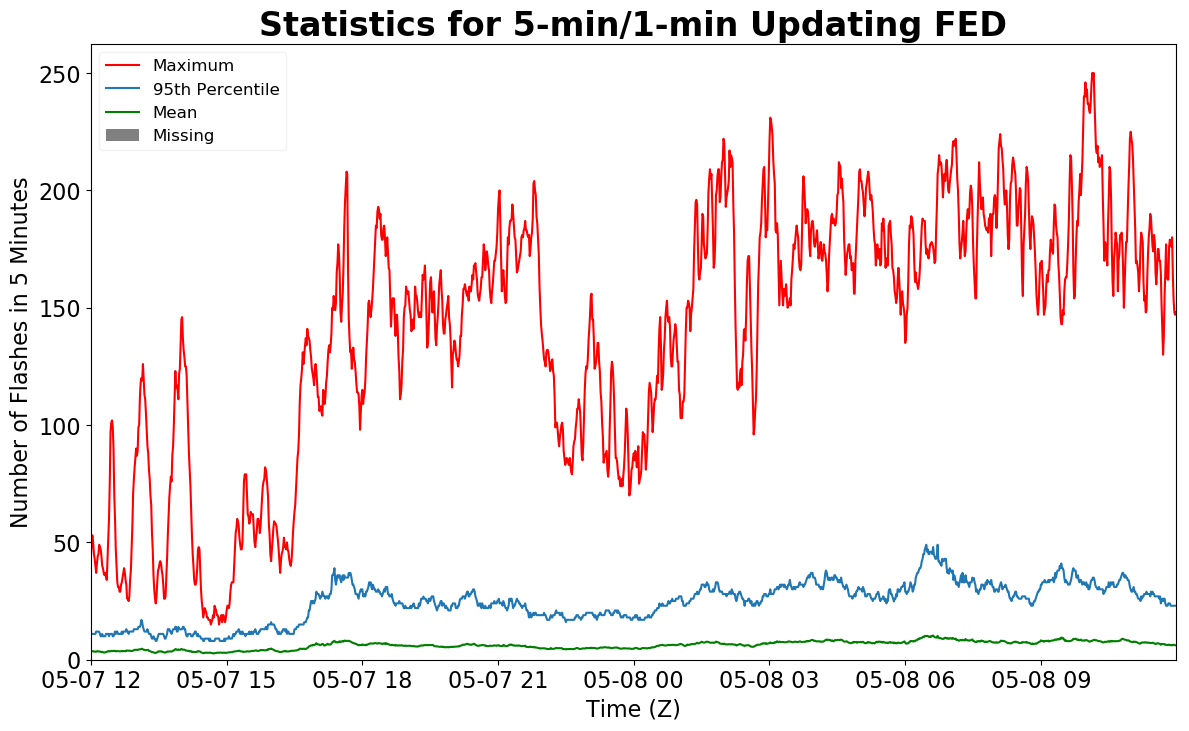 Statistics for 5-min/1-min Updating FED
Maximum
95th Percentile
Mean
Missing
Number of Flashes in 5 Minutes
250
200
150
100
50
0
05-07 12 05-07 15 05-07 18 05-07 21 05-08 00 05-08 03 05-08 06 05-08 09
Time (Z)